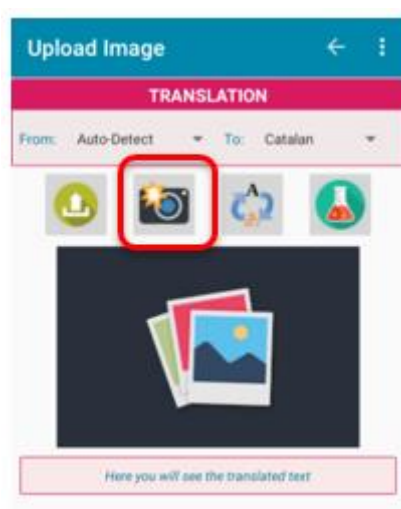 Upload Image
TRANSLATION
From: Auto-Detect To: Catalan
A
Here you will see the translated text